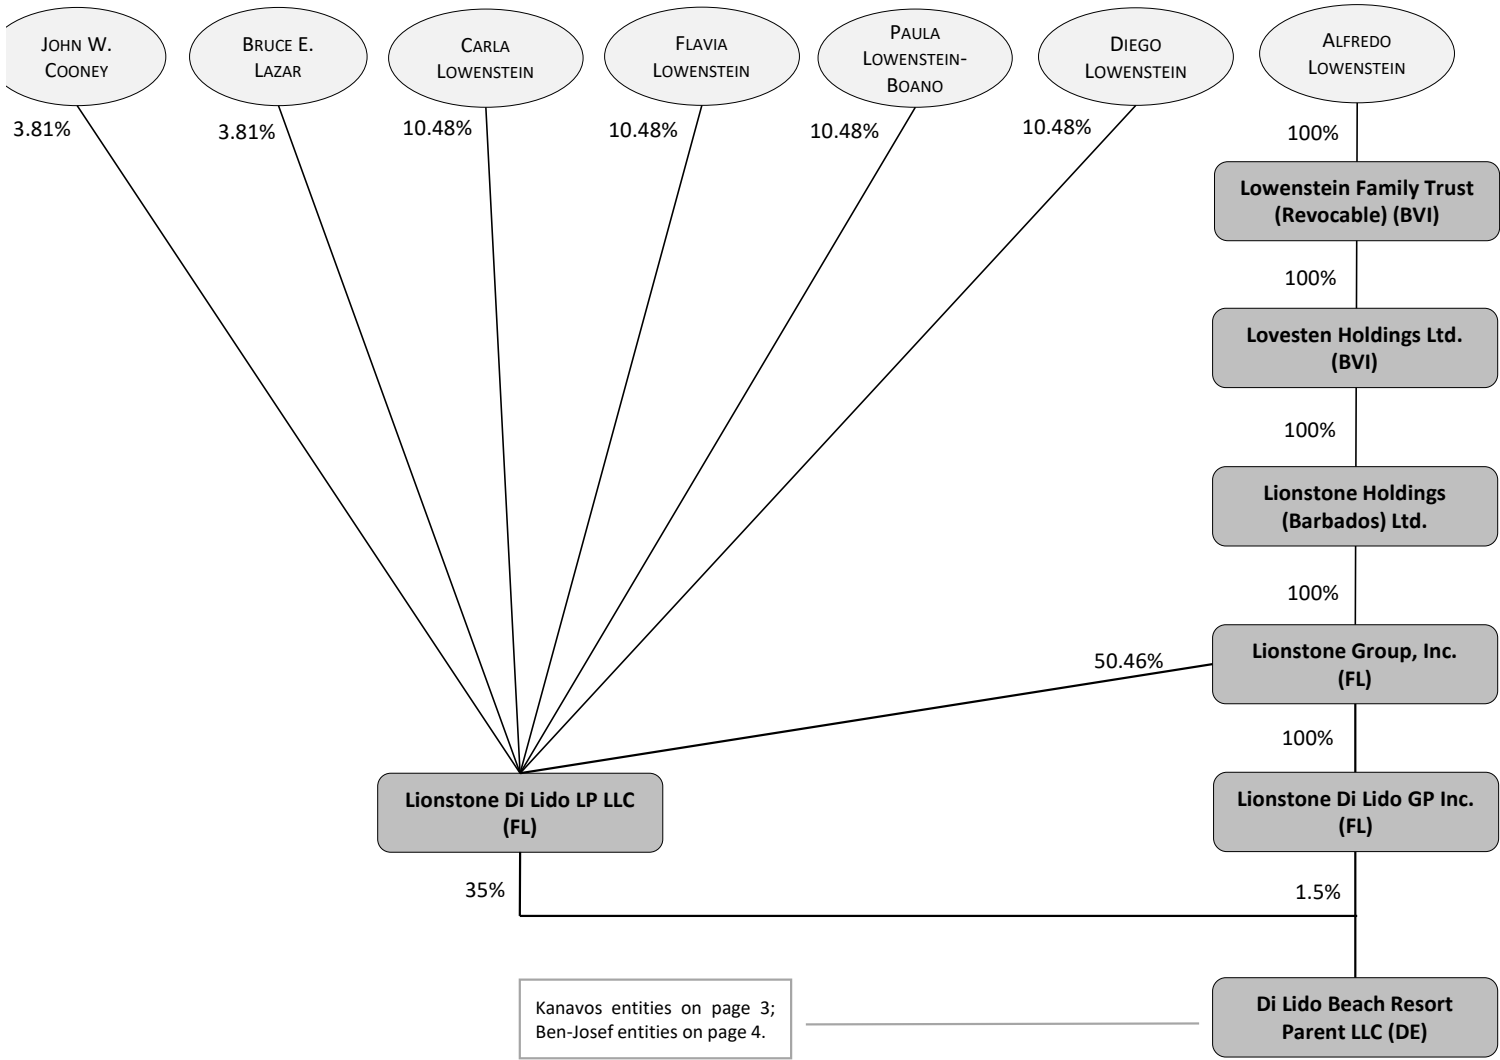 JOHN W.
COONEY
BRUCE E.
LAZAR
CARLA
LOWENSTEIN
FLAVIA
LOWENSTEIN
PAULA
LOWENSTEIN-
BOANO
DIEGO
LOWENSTEIN
ALFREDO
LOWENSTEIN
3.81%
3.81%
10.48%
10.48%
10.48%
10.48%
100%
Lowenstein Family Trust
(Revocable) (BVI)
100%
Lovesten Holdings Ltd.
(BVI)
100%
Lionstone Holdings
(Barbados) Ltd.
100%
Lionstone Group, Inc.
(FL)
50.46%
100%
Lionstone Di Lido LP LLC
(FL)
Lionstone Di Lido GP Inc.
(FL)
35%
1.5%
Kanavos entities on page 3;
Ben-Josef entities on page 4.
Di Lido Beach Resort
Parent LLC (DE)